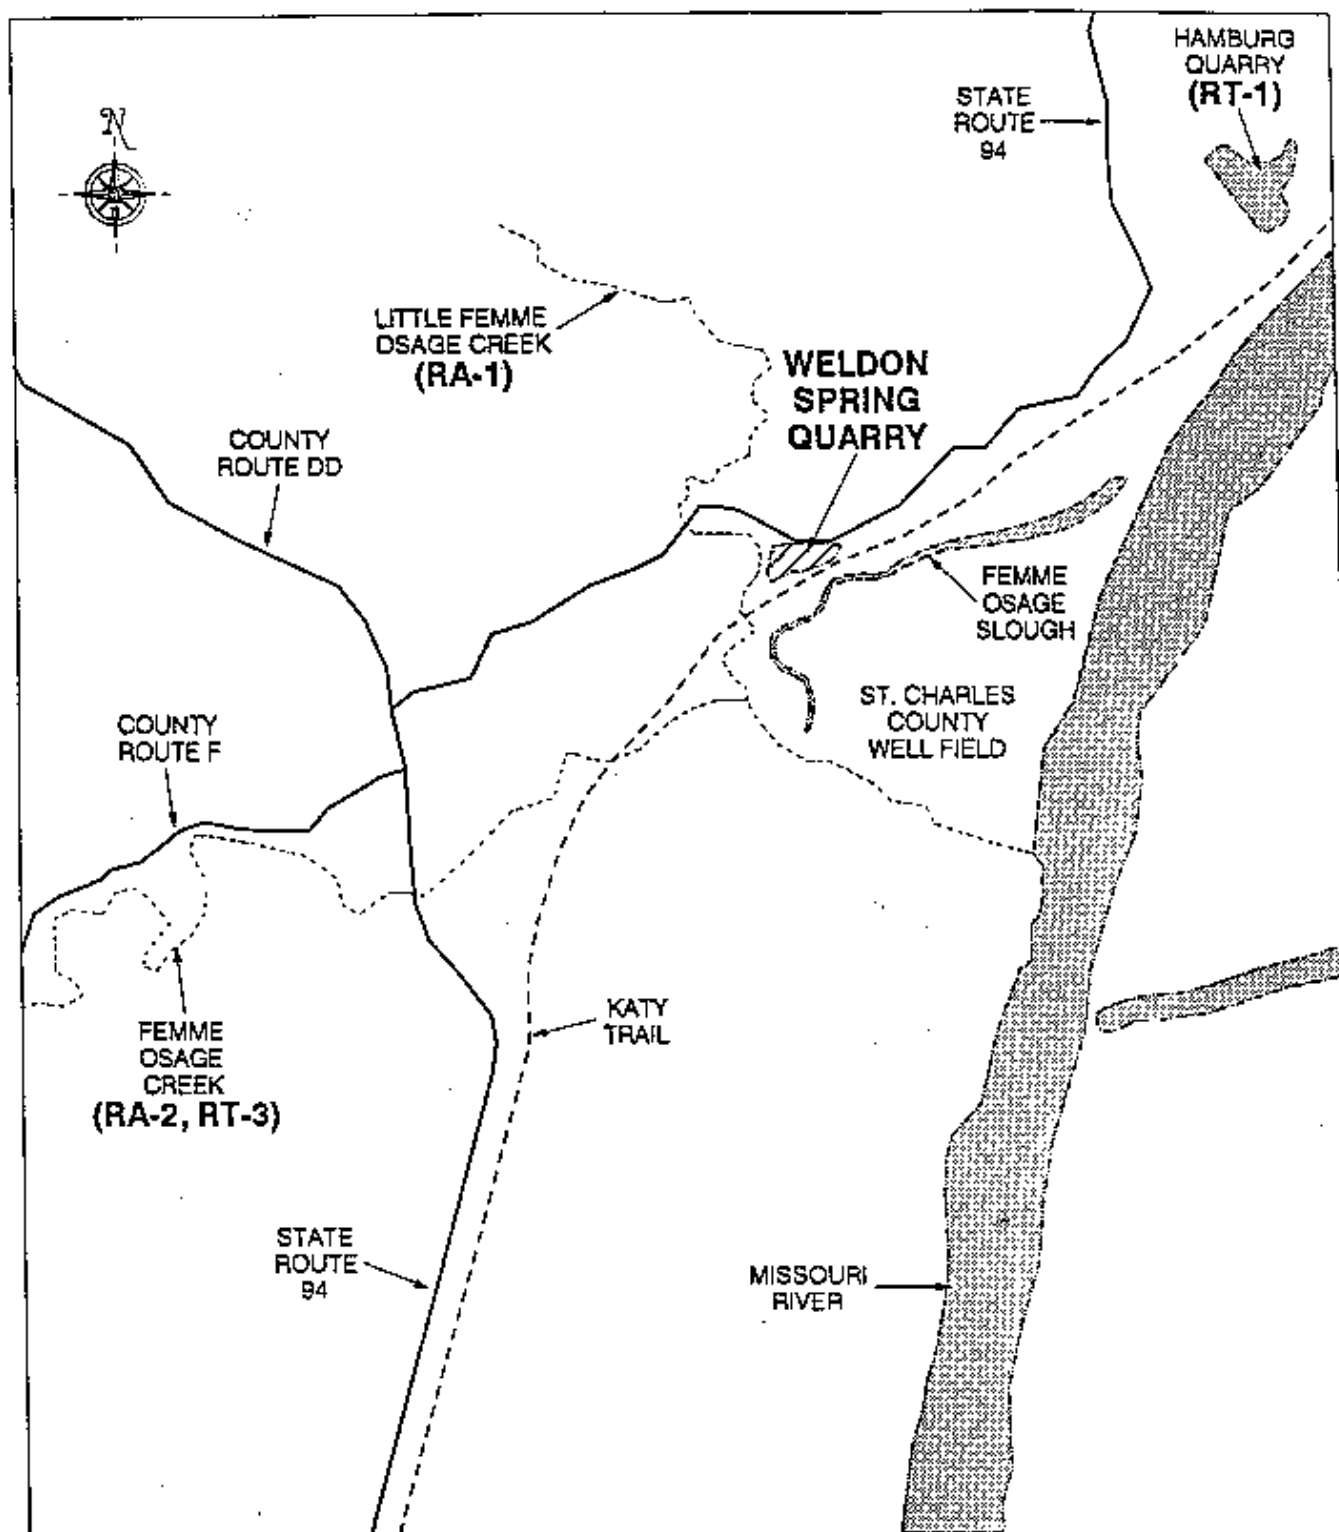 HAMBURG
QUARRY
(RT-1)
STATE
ROUTE
94
N
LITTLE FEMME
OSAGE CREEK
(RA-1)
WELDON
SPRING
QUARRY
COUNTY
ROUTE DD
FEMME
OSAGE
SLOUGH
ST. CHARLES
COUNTY
WELL FIELD
COUNTY
ROUTE F
KATY
TRAIL
FEMME
OSAGE
CREEK
(RA-2, RT-3)
STATE
ROUTE
94
MISSOURI
RIVER